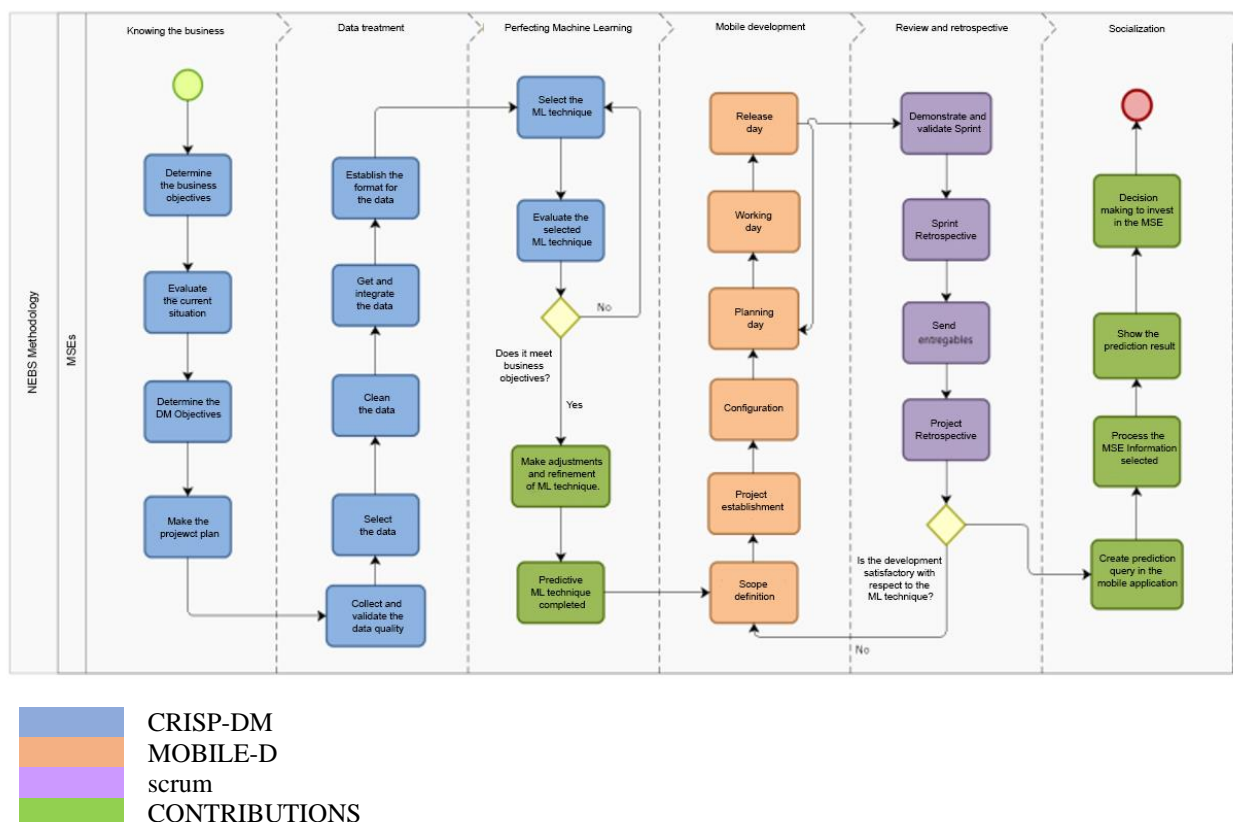 Knowing the business
Data treatment
Perfecting Machine Learning
Mobile development
Review and retrospective
Socialization
NEBS Methodology
MSEs
Determine
the business
objectives
Evaluate
the current
situation
Determine the
DM Objectives
Make the
projewct plan
Establish the
format for
the data
Get and
integrate
the data
Clean
the data
Select
the data
Collect and
validate the
data quality
Select the
ML technique
Evaluate the
selected
ML technique
No
Does it meet
business
objectives?
Yes
Make adjustments
and refinement
of ML technique.
Predictive
ML technique
completed
Release
day
Working
day
Planning
day
Configuration
Project
establishment
Scope
definition
Demonstrate and
validate Sprint
Sprint
Retrospective
Send
entregables
Project
Retrospective
Is the development
satisfactory with
respect to the
ML technique?
No
Decision
making to invest
in the MSE
Show the
prediction result
Process the
MSE Information
selected
Create prediction
query in the
mobile application
CRISP-DM
MOBILE-D
scrum
CONTRIBUTIONS